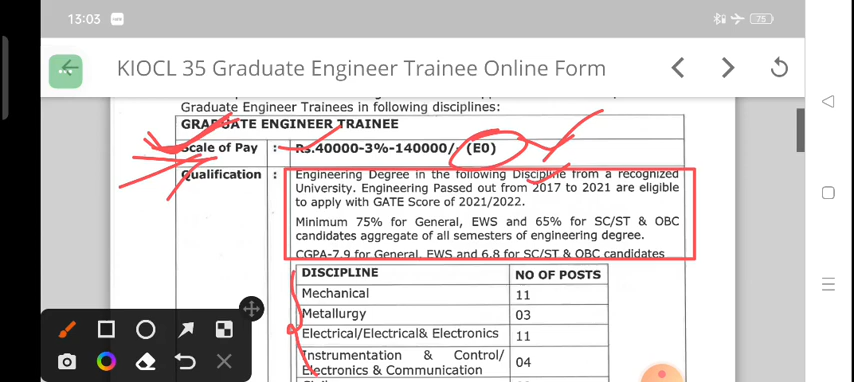 13:03
75
KIOCL 35 Graduate Engineer Trainee Online Form
Graduate Engineer Trainees in following disciplines:
GRADUATE ENGINEER TRAINEE
Scale of Pay : Rs.40000-3%-140000/- (E0)
Qualification : Engineering Degree in the following Discipline from a recognized
University. Engineering Passed out from 2017 to 2021 are eligible
to apply with GATE Score of 2021/2022.
Minimum 75% for General, EWS and 65% for SC/ST & OBC
candidates aggregate of all semesters of engineering degree.
CGPA-7.9 for General, EWS and 6.8 for SC/ST & OBC candidates
DISCIPLINE NO OF POSTS
Mechanical 11
Metallurgy 03
Electrical/Electrical& Electronics 11
Instrumentation & Control/
Electronics & Communication 04